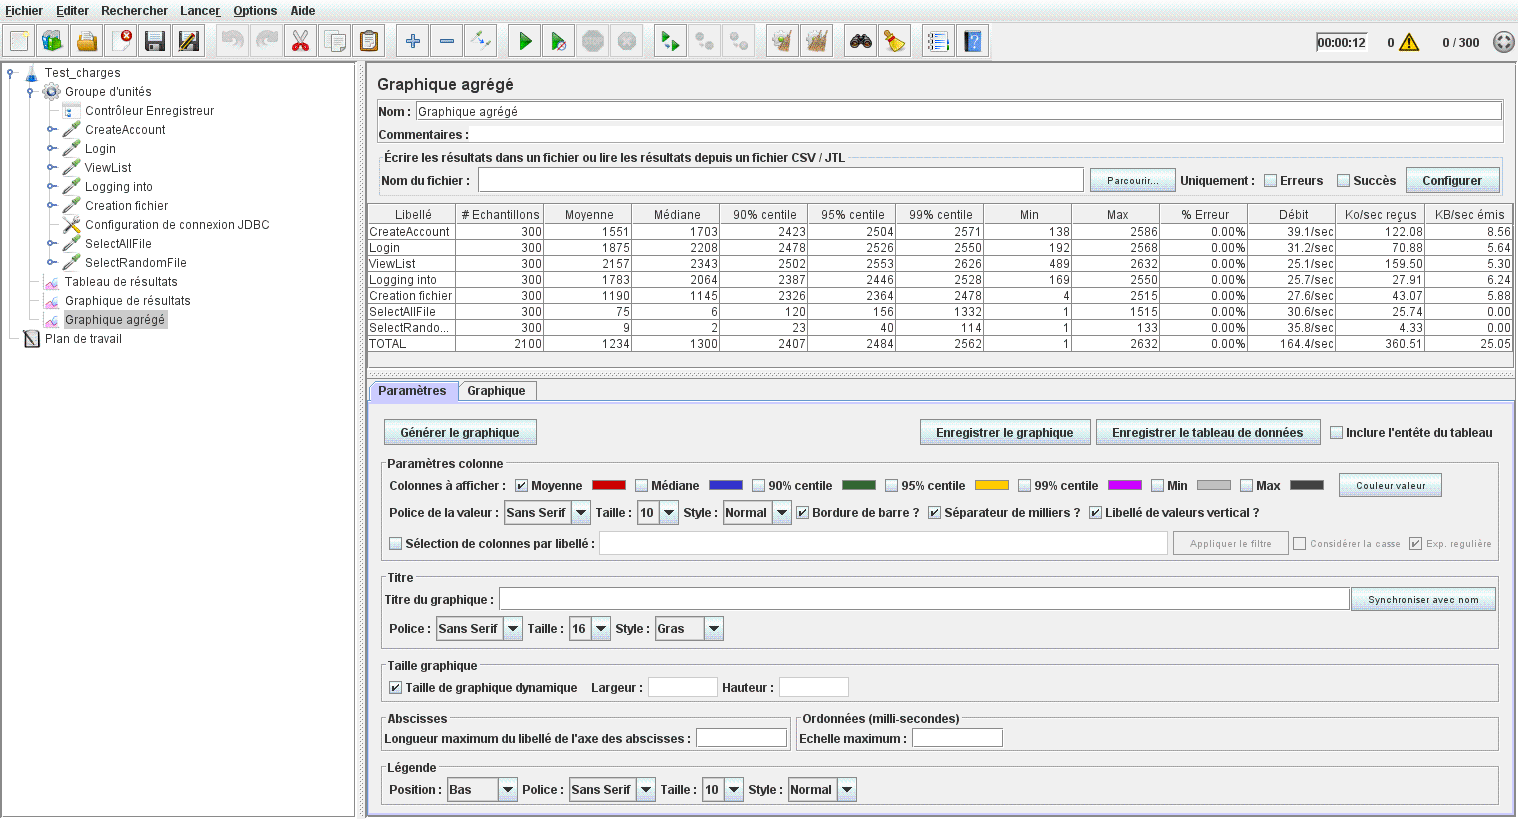 Fichier Editer Rechercher Lancer Options Aide
00:00:12 0 0 / 300
Test_charges
Groupe d'unités
Contrôleur Enregistreur
CreateAccount
Login
ViewList
Logging into
Creation fichier
Configuration de connexion JDBC
SelectAllFile
SelectRandomFile
Tableau de résultats
Graphique de résultats
Graphique agrégé
Plan de travail
Graphique agrégé
Nom : Graphique agrégé
Commentaires :
Écrire les résultats dans un fichier ou lire les résultats depuis un fichier CSV / JTL
Nom du fichier : Parcourir... Uniquement : Erreurs Succès Configurer
Libellé # Echantillons Moyenne Médiane 90% centile 95% centile 99% centile Min Max % Erreur Débit Ko/sec reçus KB/sec émis
CreateAccount 300 1551 1703 2423 2504 2571 138 2586 0.00% 39.1/sec 122.08 8.56
Login 300 1875 2208 2478 2526 2550 192 2568 0.00% 31.2/sec 70.88 5.64
ViewList 300 2157 2343 2502 2553 2626 489 2632 0.00% 25.1/sec 159.50 5.30
Logging into 300 1783 2064 2387 2446 2528 169 2550 0.00% 25.7/sec 27.91 6.24
Creation fichier 300 1190 1145 2326 2364 2478 4 2515 0.00% 27.6/sec 43.07 5.88
SelectAllFile 300 75 6 120 156 1332 1 1515 0.00% 30.6/sec 25.74 0.00
SelectRando... 300 9 2 23 40 114 1 133 0.00% 35.8/sec 4.33 0.00
TOTAL 2100 1234 1300 2407 2484 2562 1 2632 0.00% 164.4/sec 360.51 25.05
Paramètres Graphique
Générer le graphique Enregistrer le graphique Enregistrer le tableau de données Inclure l'entête du tableau
Paramètres colonne
Colonnes à afficher : Moyenne Médiane 90% centile 95% centile 99% centile Min Max Couleur valeur
Police de la valeur : Sans Serif Taille : 10 Style : Normal Bordure de barre ? Séparateur de milliers ? Libellé de valeurs vertical ?
Sélection de colonnes par libellé : Appliquer le filtre Considérer la casse Exp. regulière
Titre
Titre du graphique : Synchroniser avec nom
Police : Sans Serif Taille : 16 Style : Gras
Taille graphique
Taille de graphique dynamique Largeur : Hauteur :
Abscisses Ordonnées (milli-secondes)
Longueur maximum du libellé de l'axe des abscisses : Echelle maximum :
Légende
Position : Bas Police : Sans Serif Taille : 10 Style : Normal